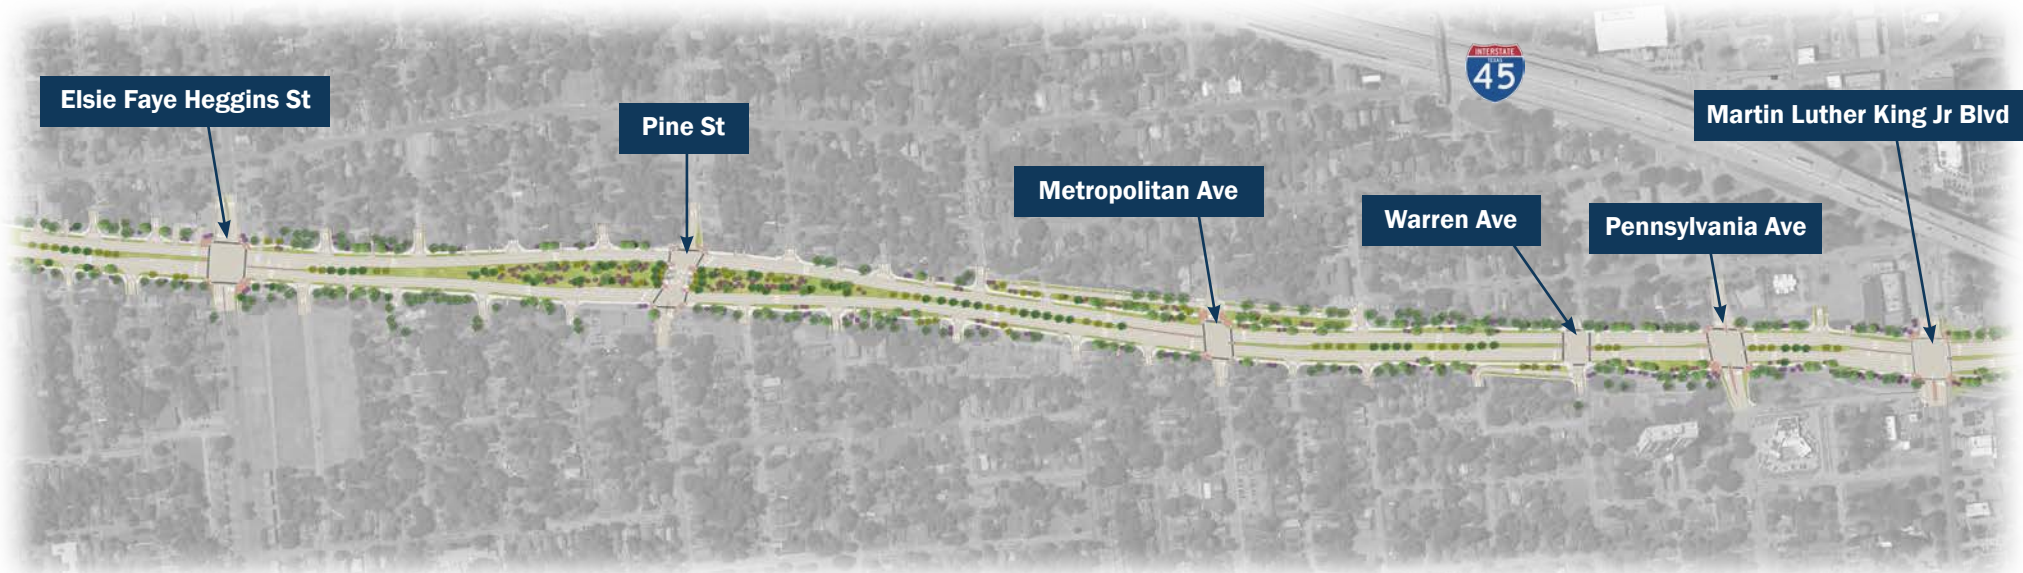 Elsie Faye Heggins St
Pine St
Metropolitan Ave
Warren Ave
Pennsylvania Ave
Martin Luther King Jr Blvd
INTERSTATE
TEXAS
45